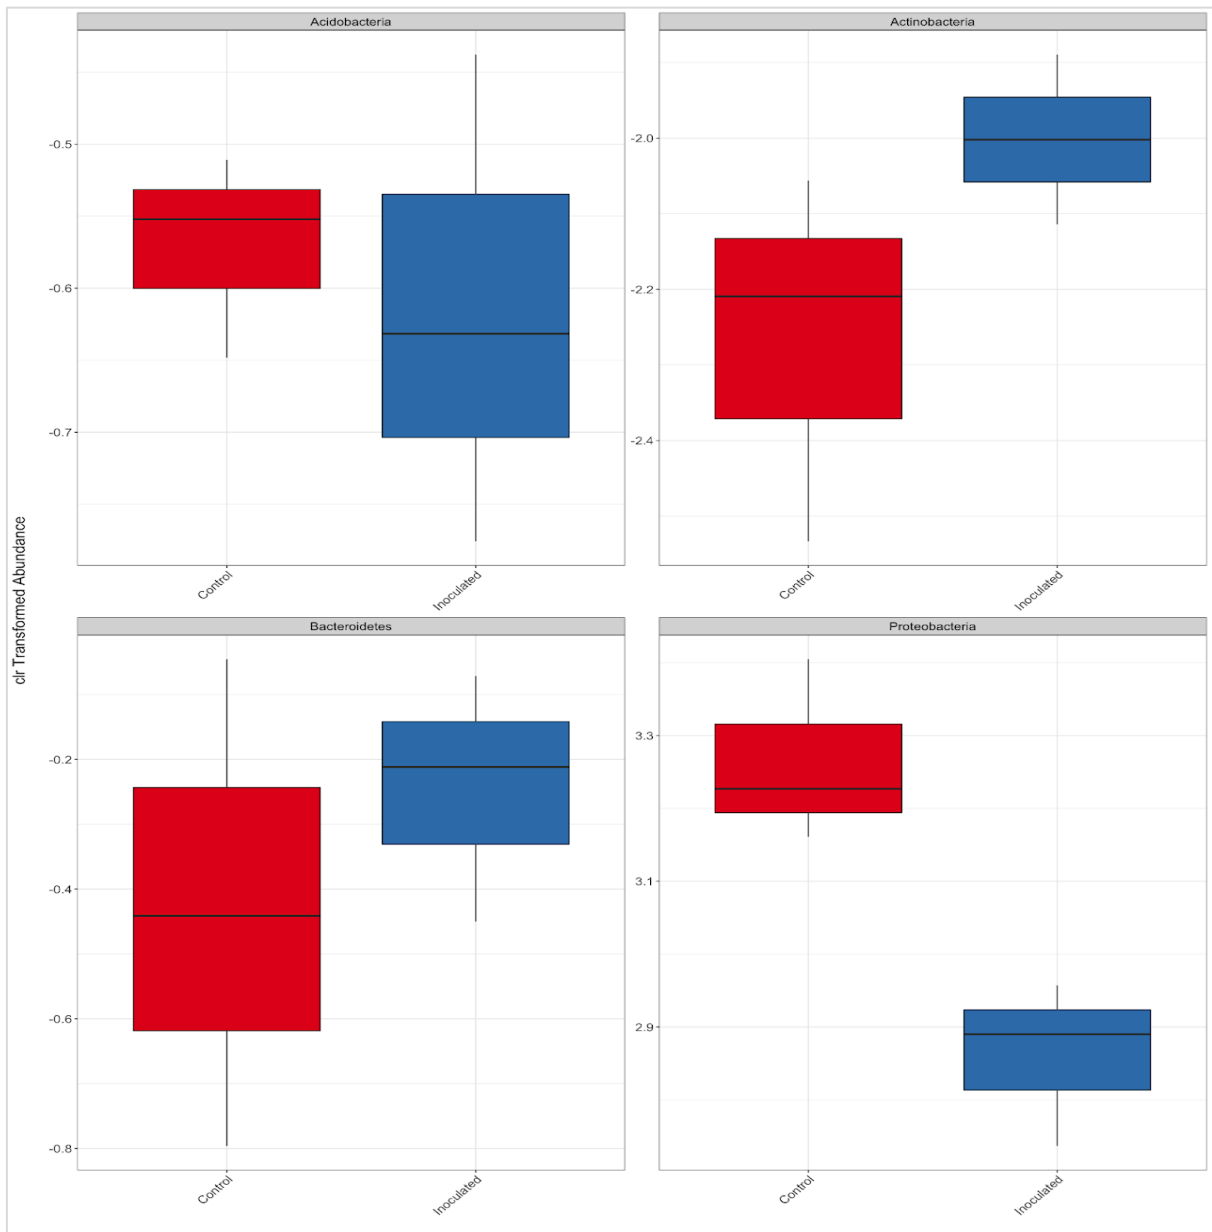 clr Transformed Abundance
Acidobacteria
-0.5
-0.6
-0.7
Control
Inoculated
Actinobacteria
-2.0
-2.2
-2.4
Control
Inoculated
Bacteroidetes
-0.2
-0.4
-0.6
-0.8
Control
Inoculated
Proteobacteria
3.3
3.1
2.9
Control
Inoculated